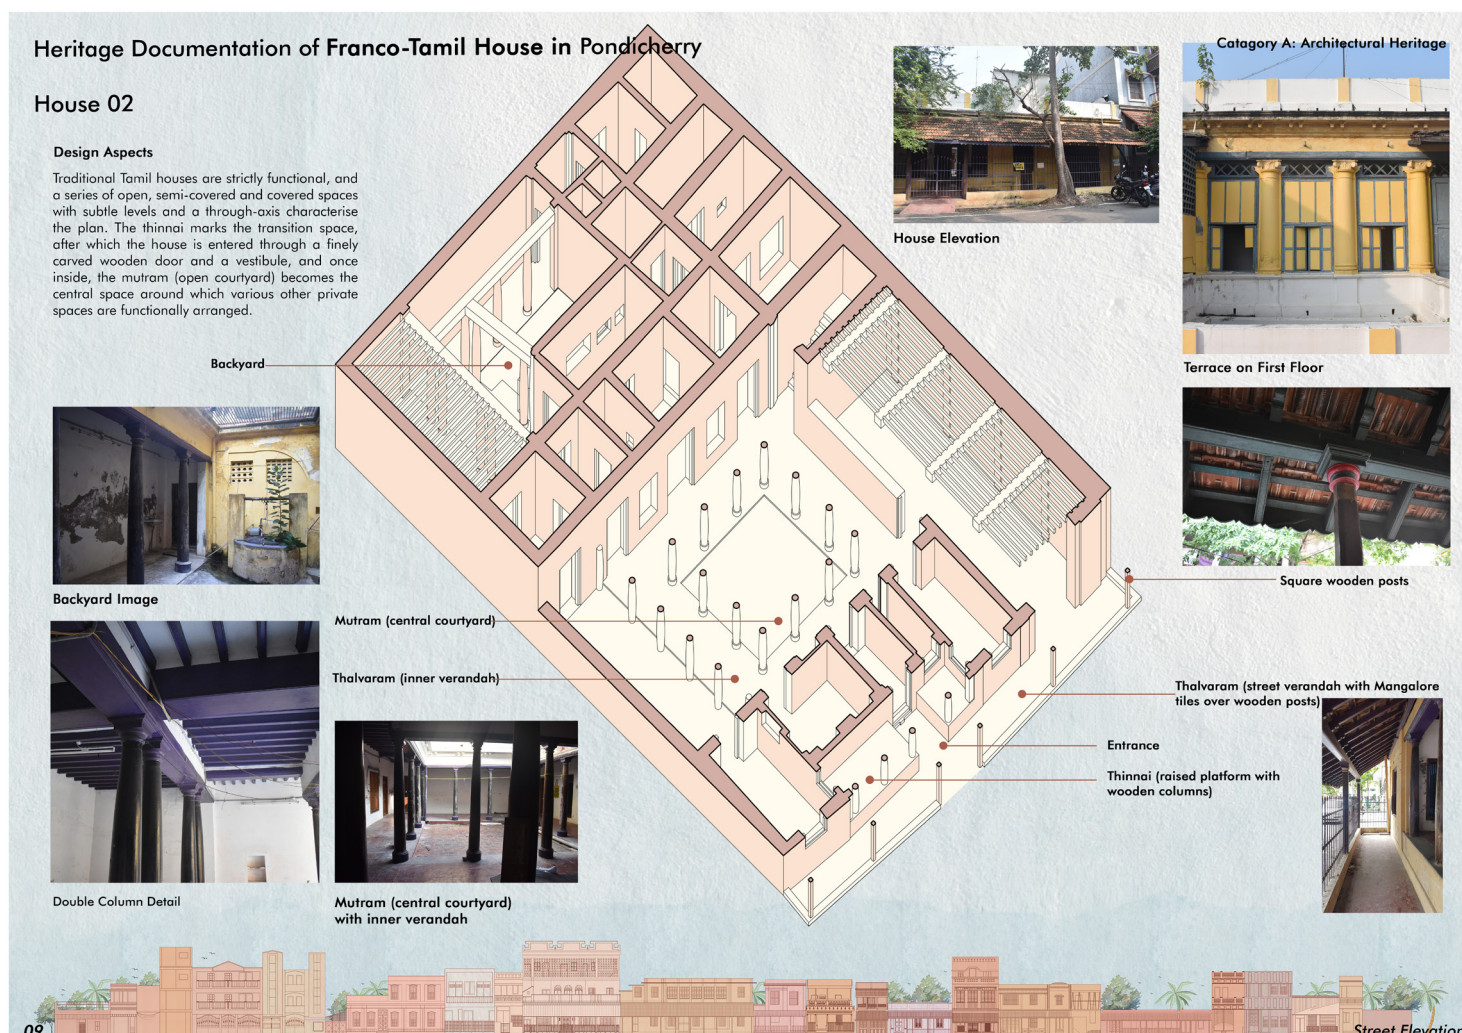 Heritage Documentation of Franco-Tamil House in Pondicherry
Catagory A: Architectural Heritage
House 02
Design Aspects
Traditional Tamil houses are strictly functional, and
a series of open, semi-covered and covered spaces
with subtle levels and a through-axis characterise
the plan. The thinnai marks the transition space,
after which the house is entered through a finely
carved wooden door and a vestibule, and once
inside, the mutram (open courtyard) becomes the
central space around which various other private
spaces are functionally arranged.
House Elevation
Terrace on First Floor
Backyard
Backyard Image
Square wooden posts
Mutram (central courtyard)
Thalvaram (inner verandah)
Thalvaram (street verandah with Mangalore
tiles over wooden posts)
Entrance
Thinnai (raised platform with
wooden columns)
Double Column Detail
Mutram (central courtyard)
with inner verandah
09
Street Elevation